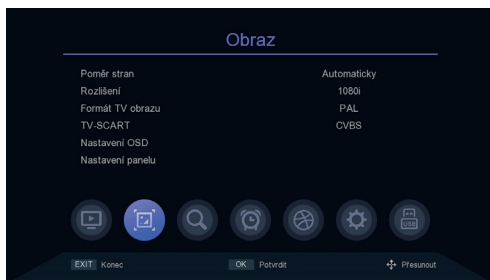 Obraz
Poměr stran Automaticky
Rozlišení 1080i
Formát TV obrazu PAL
TV-SCART CVBS
Nastavení OSD
Nastavení panelu
USB
EXIT Konec OK Potvrdit Přesunout